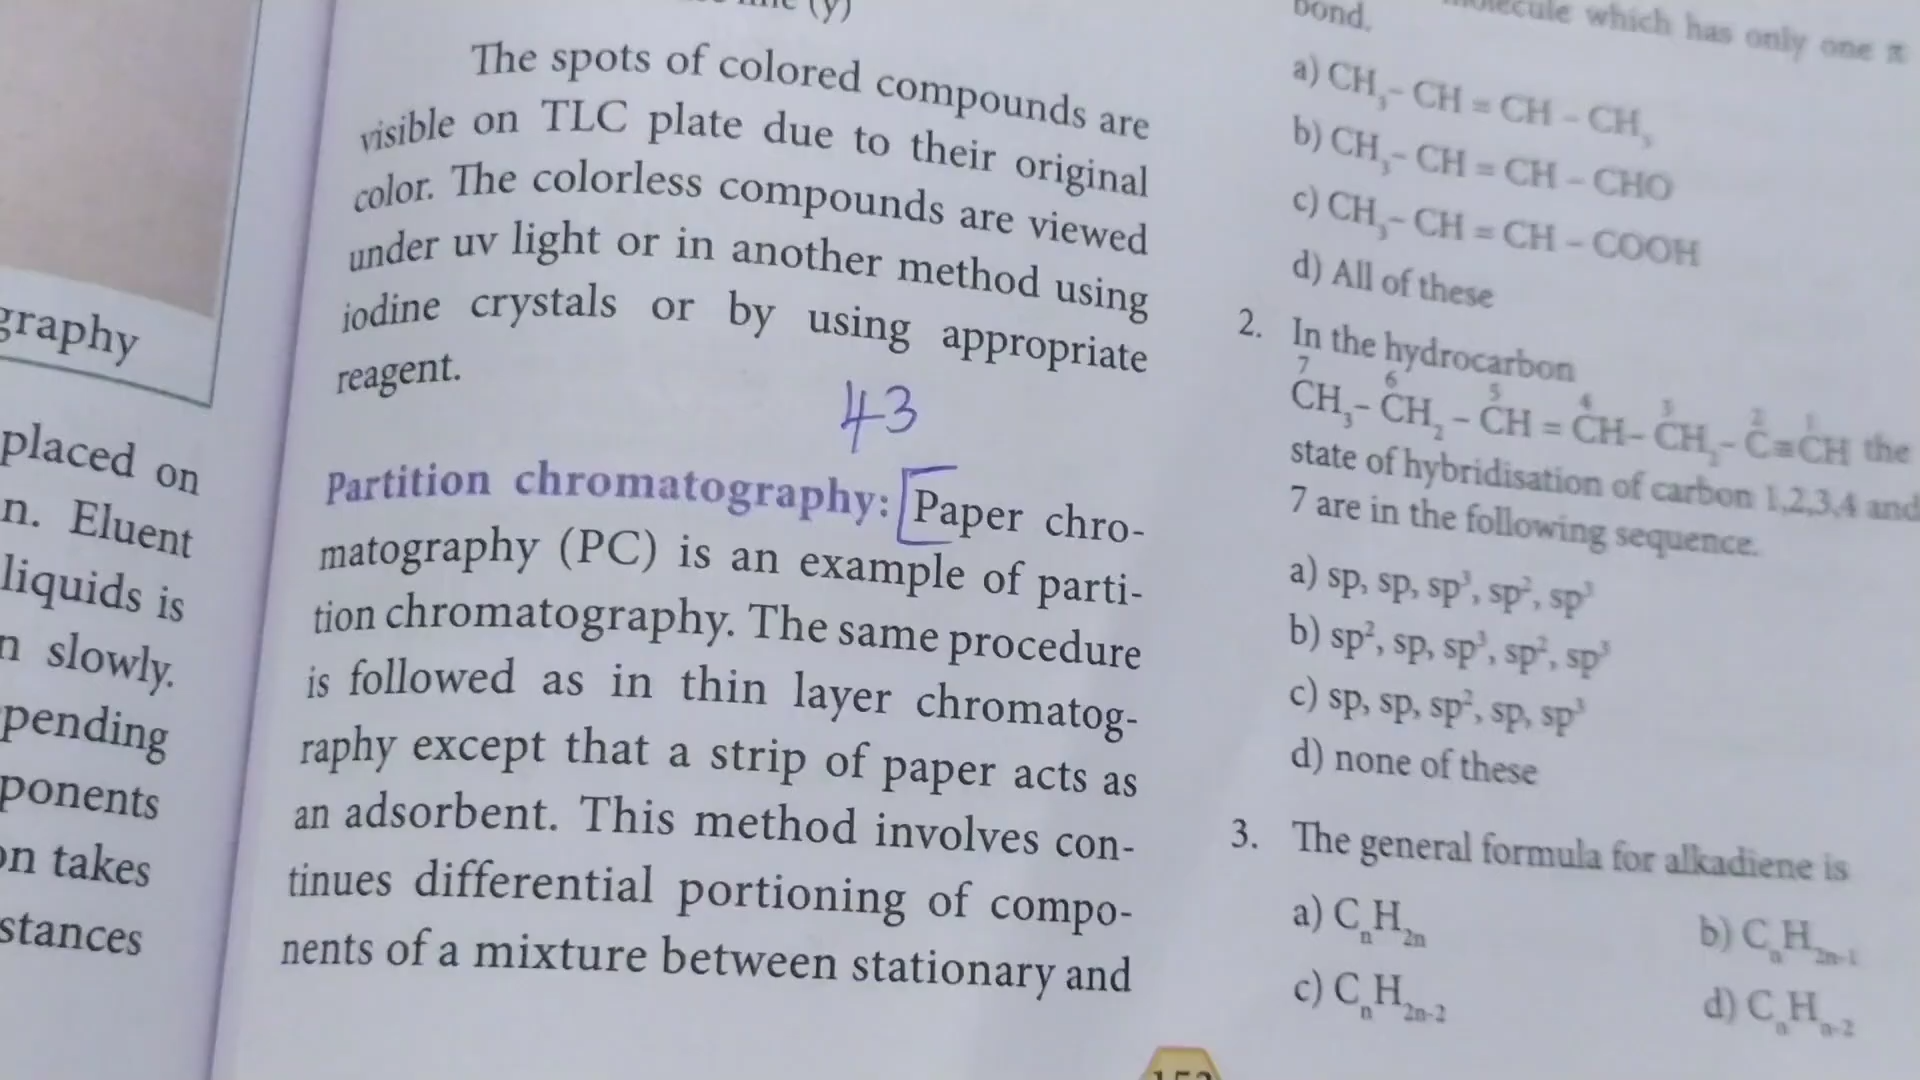 graphy
placed on
n. Eluent
liquids is
n slowly.
pending
ponents
on takes
stances
(y)
The spots of colored compounds are
visible on TLC plate due to their original
color. The colorless compounds are viewed
under uv light or in another method using
iodine crystals or by using appropriate
reagent.
43
Partition chromatography: Paper chro-
matography (PC) is an example of parti-
tion chromatography. The same procedure
is followed as in thin layer chromatog-
raphy except that a strip of paper acts as
an adsorbent. This method involves con-
tinues differential portioning of compo-
nents of a mixture between stationary and
molecule which has only one π
bond.
a) CH₃– CH = CH – CH₃
b) CH₃– CH = CH – CHO
c) CH₃– CH = CH – COOH
d) All of these
2. In the hydrocarbon
7 6 5 4 3 2 1
CH₃– CH₂ – CH = CH– CH₂– C≡CH the
state of hybridisation of carbon 1,2,3,4 and
7 are in the following sequence.
a) sp, sp, sp³, sp², sp³
b) sp², sp, sp³, sp², sp³
c) sp, sp, sp², sp, sp³
d) none of these
3. The general formula for alkadiene is
a) CₙH₂ₙ b) CₙH₂ₙ₋₁
c) CₙH₂ₙ₋₂ d) CₙHₙ₋₂